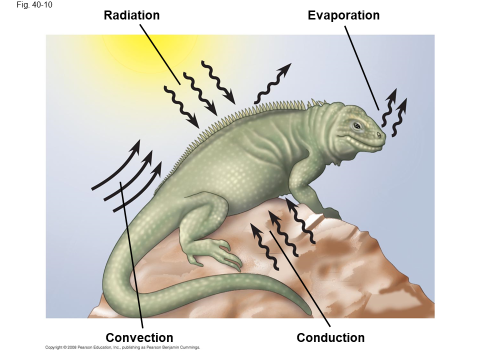 Fig. 40-10
Radiation
Evaporation
Convection
Conduction
Copyright © 2008 Pearson Education, Inc., publishing as Pearson Benjamin Cummings.